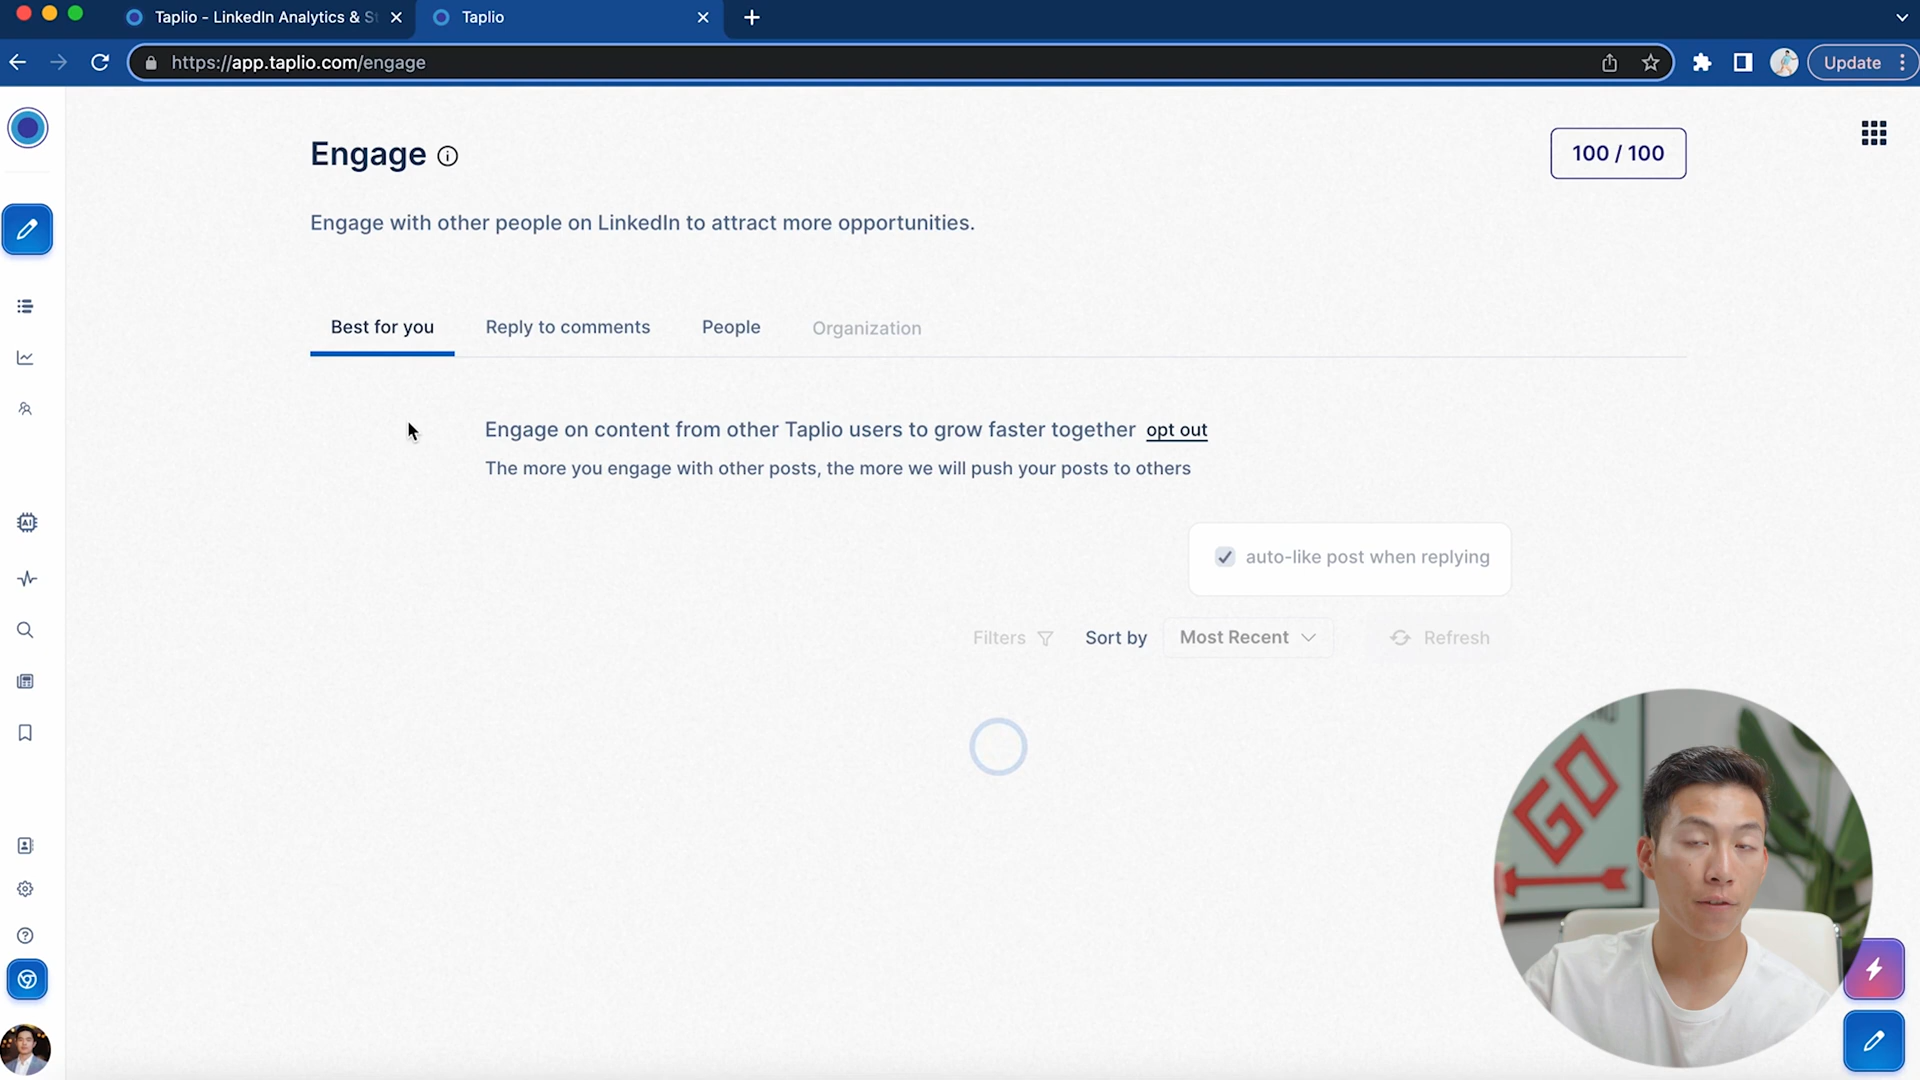 Taplio - LinkedIn Analytics & S
Taplio
https://app.taplio.com/engage
Update
Engage
100 / 100
Engage with other people on LinkedIn to attract more opportunities.
Best for you
Reply to comments
People
Organization
Engage on content from other Taplio users to grow faster together opt out
The more you engage with other posts, the more we will push your posts to others
auto-like post when replying
Filters
Sort by
Most Recent
Refresh
AI
GO